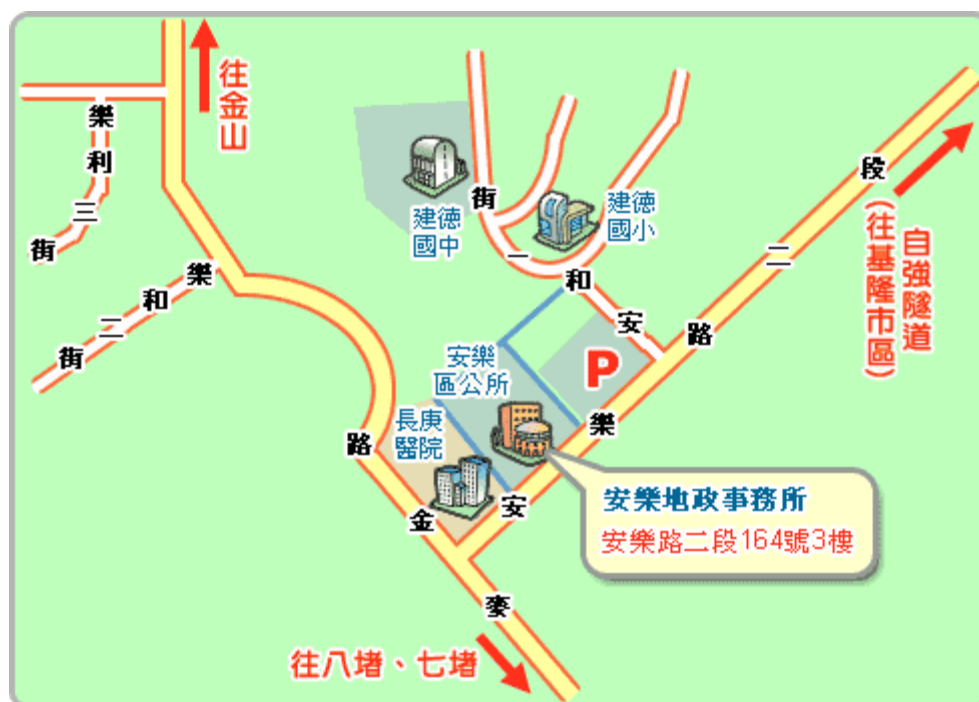 往金山
樂利三街
樂和二街
建德
國中
建德
國小
安和一街
安樂路二段
自強隧道
(往基隆市區)
安樂
區公所
P
長庚
醫院
麥金路
安樂地政事務所
安樂路二段164號3樓
往八堵、七堵